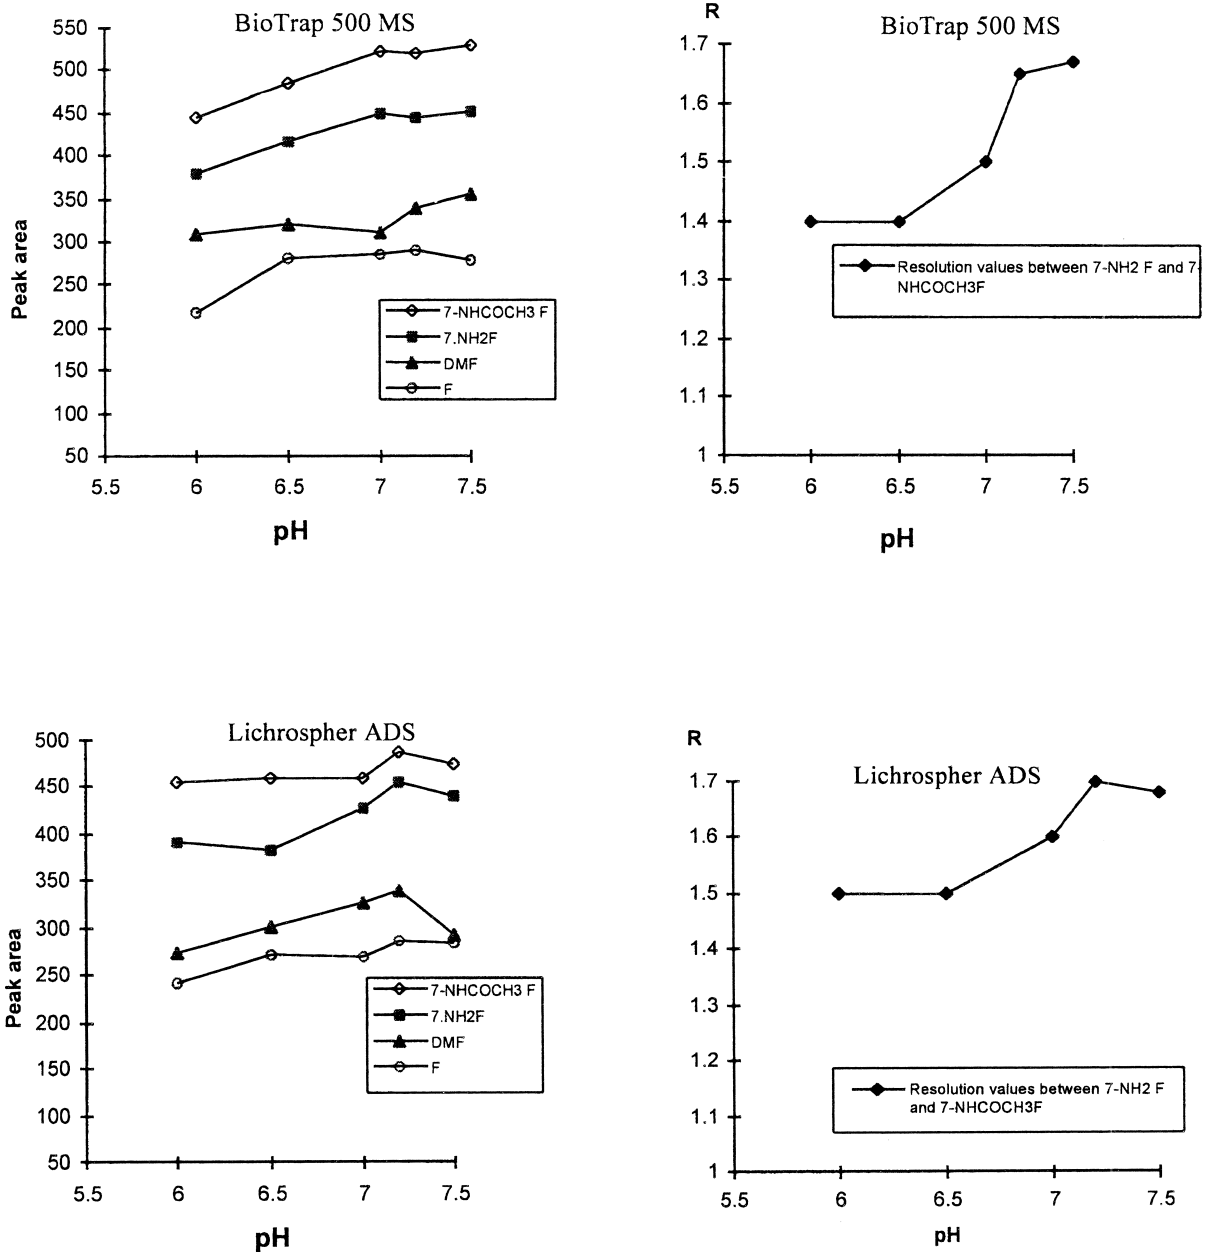 BioTrap 500 MS
550
500
450
400
350
300
250
200
150
100
50
Peak area
5.5 6 6.5 7 7.5
pH
7-NHCOCH3 F
7.NH2F
DMF
F
R
BioTrap 500 MS
1.7
1.6
1.5
1.4
1.3
1.2
1.1
1
5.5 6 6.5 7 7.5
pH
Resolution values between 7-NH2 F and 7-
NHCOCH3F
Lichrospher ADS
500
450
400
350
300
250
200
150
100
50
Peak area
5.5 6 6.5 7 7.5
pH
7-NHCOCH3 F
7.NH2F
DMF
F
R
Lichrospher ADS
1.7
1.6
1.5
1.4
1.3
1.2
1.1
1
5.5 6 6.5 7 7.5
pH
Resolution values between 7-NH2 F
and 7-NHCOCH3F